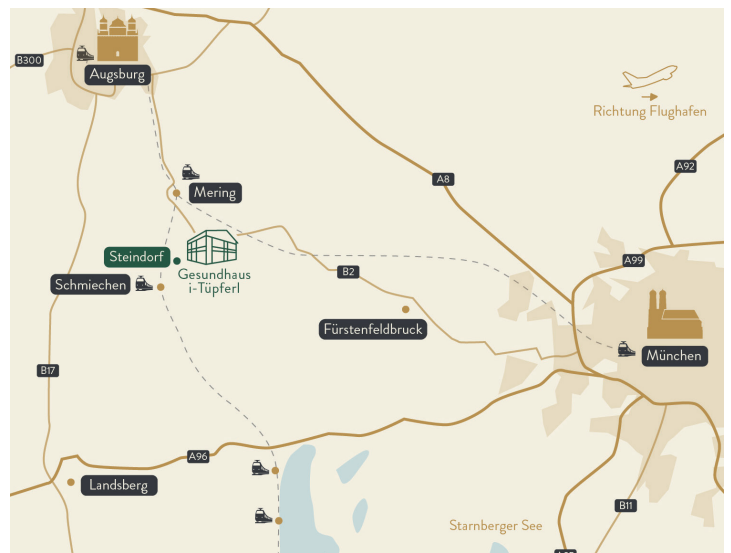 B300
Augsburg
Richtung Flughafen
A92
A8
Mering
Steindorf
Gesundhaus
i-Tüpferl
Schmiechen
B2
A99
Fürstenfeldbruck
München
B17
A96
Landsberg
B11
Starnberger See